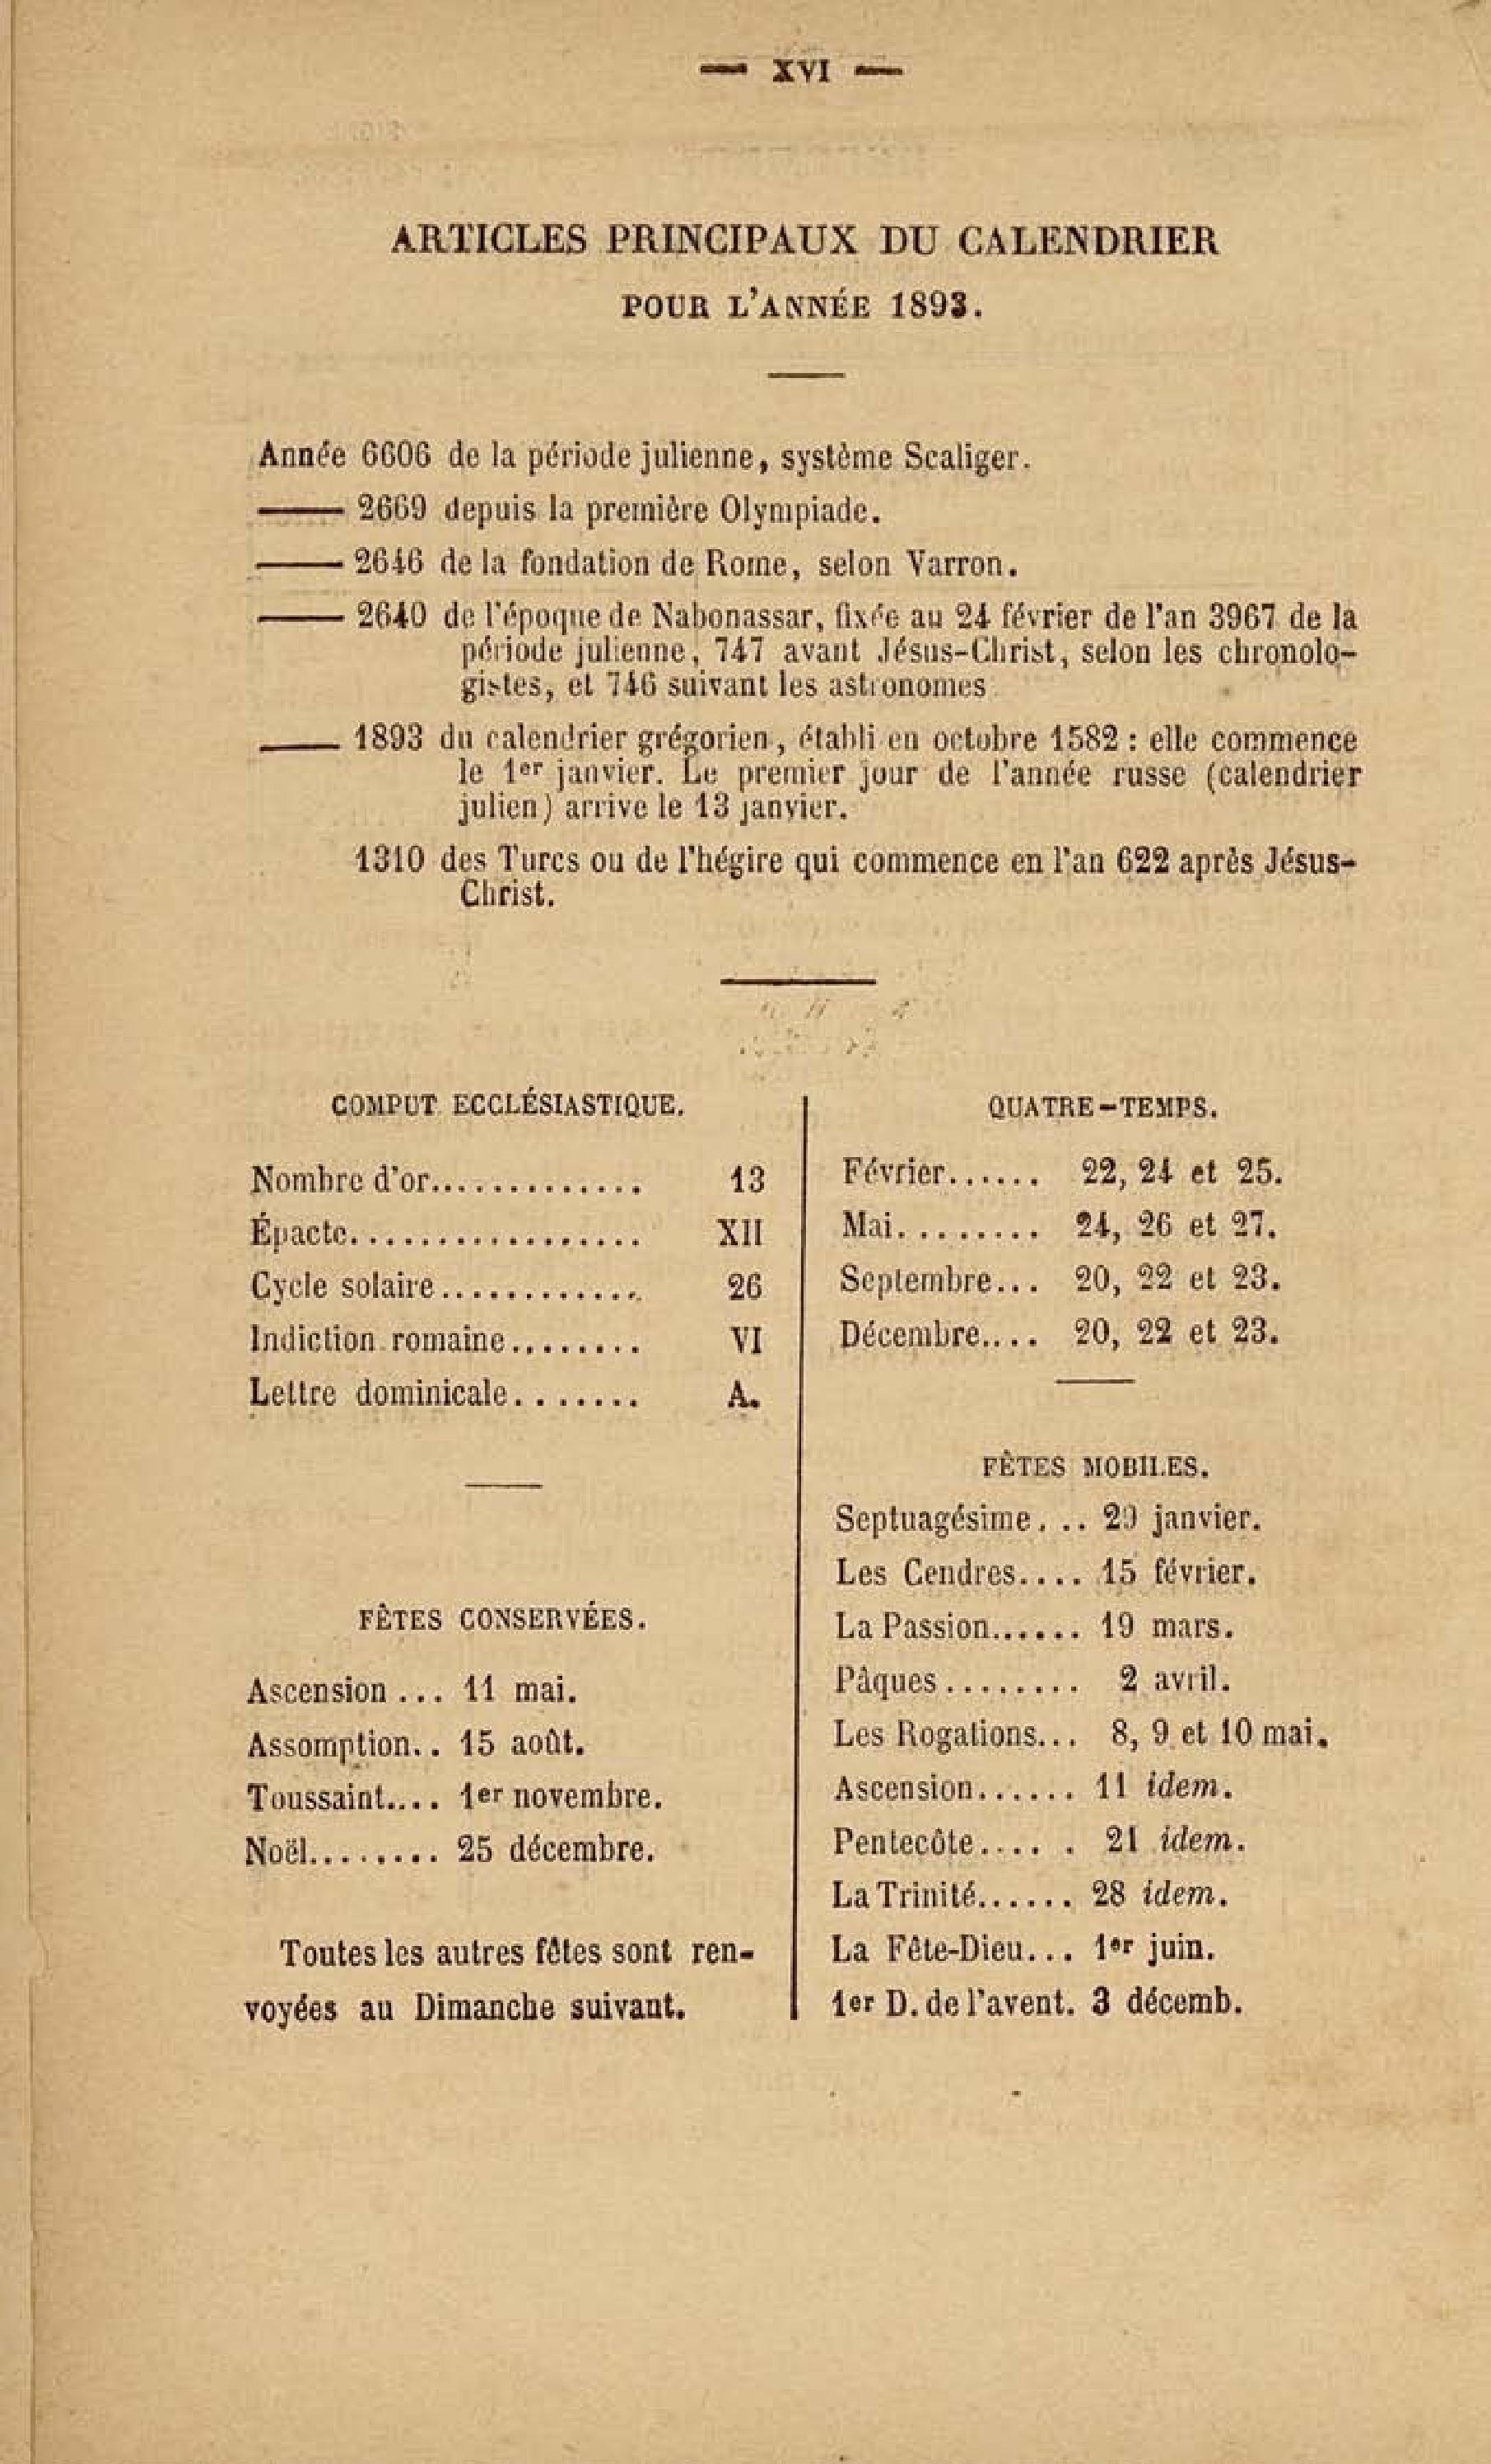 — XVI —
ARTICLES PRINCIPAUX DU CALENDRIER
POUR L'ANNÉE 1893.
Année 6606 de la période julienne, système Scaliger.
—— 2669 depuis la première Olympiade.
—— 2646 de la fondation de Rome, selon Varron.
—— 2640 de l'époque de Nabonassar, fixée au 24 février de l'an 3967 de la
période julienne, 747 avant Jésus-Christ, selon les chronolo-
gistes, et 746 suivant les astronomes
—— 1893 du calendrier grégorien, établi en octobre 1582 : elle commence
le 1er janvier. Le premier jour de l'année russe (calendrier
julien) arrive le 13 janvier.
1310 des Turcs ou de l'hégire qui commence en l'an 622 après Jésus-
Christ.
COMPUT ECCLÉSIASTIQUE.
Nombre d'or.............. 13
Épacte................. XII
Cycle solaire............. 26
Indiction romaine........ VI
Lettre dominicale....... A.
FÊTES CONSERVÉES.
Ascension... 11 mai.
Assomption.. 15 août.
Toussaint.... 1er novembre.
Noël........ 25 décembre.
Toutes les autres fêtes sont ren-
voyées au Dimanche suivant.
QUATRE-TEMPS.
Février...... 22, 24 et 25.
Mai........ 24, 26 et 27.
Septembre... 20, 22 et 23.
Décembre.... 20, 22 et 23.
FÊTES MOBILES.
Septuagésime... 29 janvier.
Les Cendres.... 15 février.
La Passion...... 19 mars.
Pâques........ 2 avril.
Les Rogations... 8, 9 et 10 mai.
Ascension...... 11 idem.
Pentecôte..... 21 idem.
La Trinité...... 28 idem.
La Fête-Dieu... 1er juin.
1er D. de l'avent. 3 décemb.